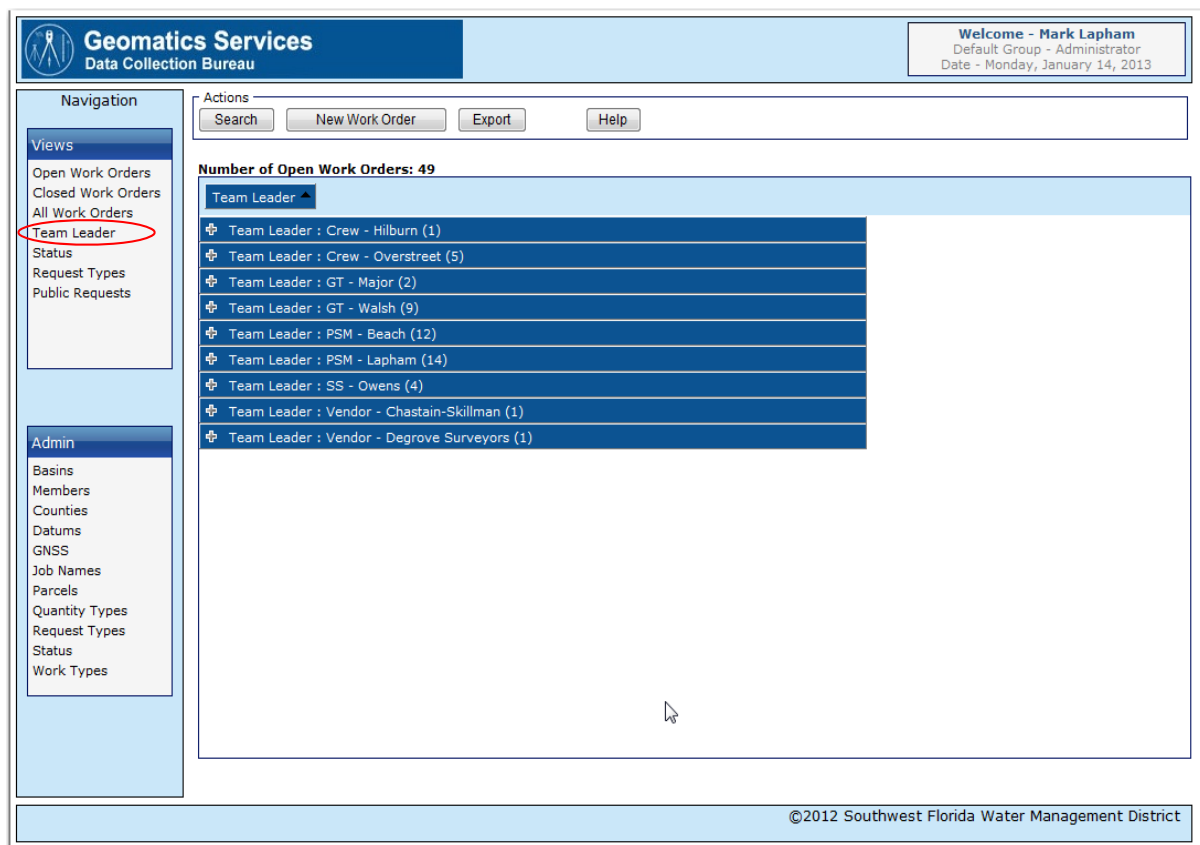 Geomatics Services
Data Collection Bureau
Welcome - Mark Lapham
Default Group - Administrator
Date - Monday, January 14, 2013
Navigation
Views
Open Work Orders
Closed Work Orders
All Work Orders
Team Leader
Status
Request Types
Public Requests
Admin
Basins
Members
Counties
Datums
GNSS
Job Names
Parcels
Quantity Types
Request Types
Status
Work Types
Actions
Search New Work Order Export Help
Number of Open Work Orders: 49
Team Leader
Team Leader : Crew - Hilburn (1)
Team Leader : Crew - Overstreet (5)
Team Leader : GT - Major (2)
Team Leader : GT - Walsh (9)
Team Leader : PSM - Beach (12)
Team Leader : PSM - Lapham (14)
Team Leader : SS - Owens (4)
Team Leader : Vendor - Chastain-Skillman (1)
Team Leader : Vendor - Degrove Surveyors (1)
©2012 Southwest Florida Water Management District